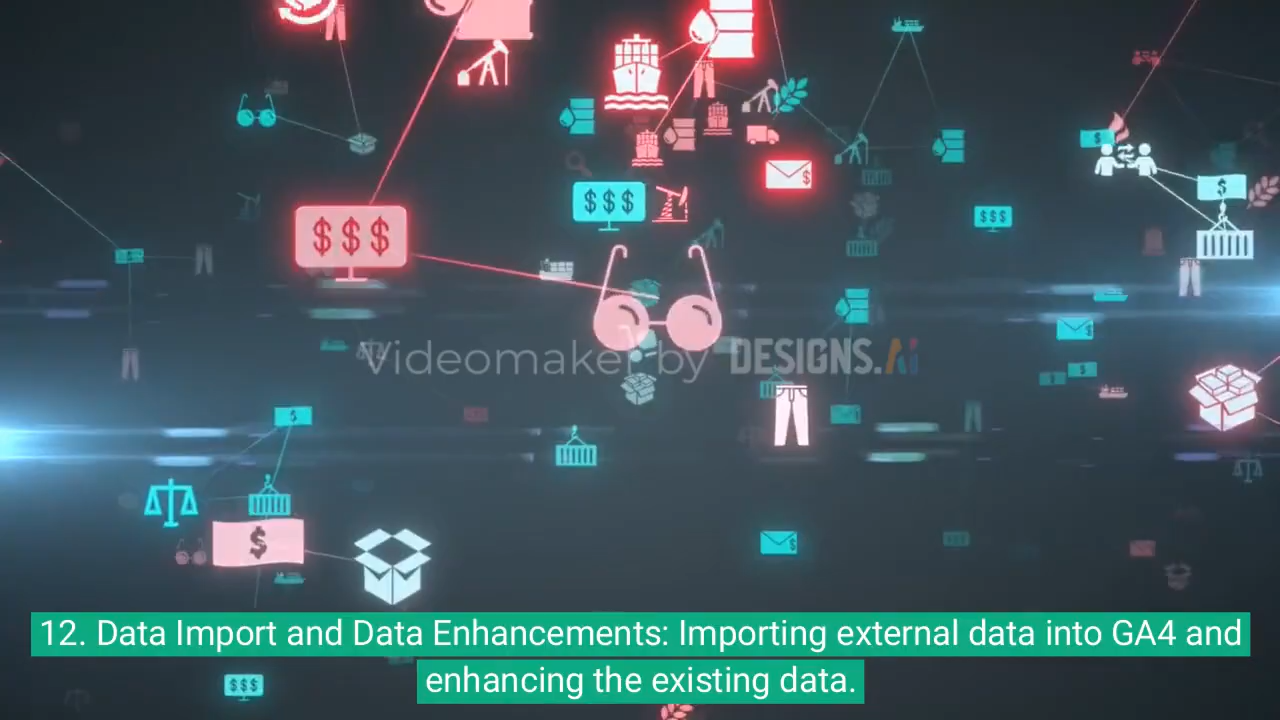 $ $ $
$ $ $
$ $ $
Videomaker by DESIGNS.Ai
12. Data Import and Data Enhancements: Importing external data into GA4 and
enhancing the existing data.
$ $ $